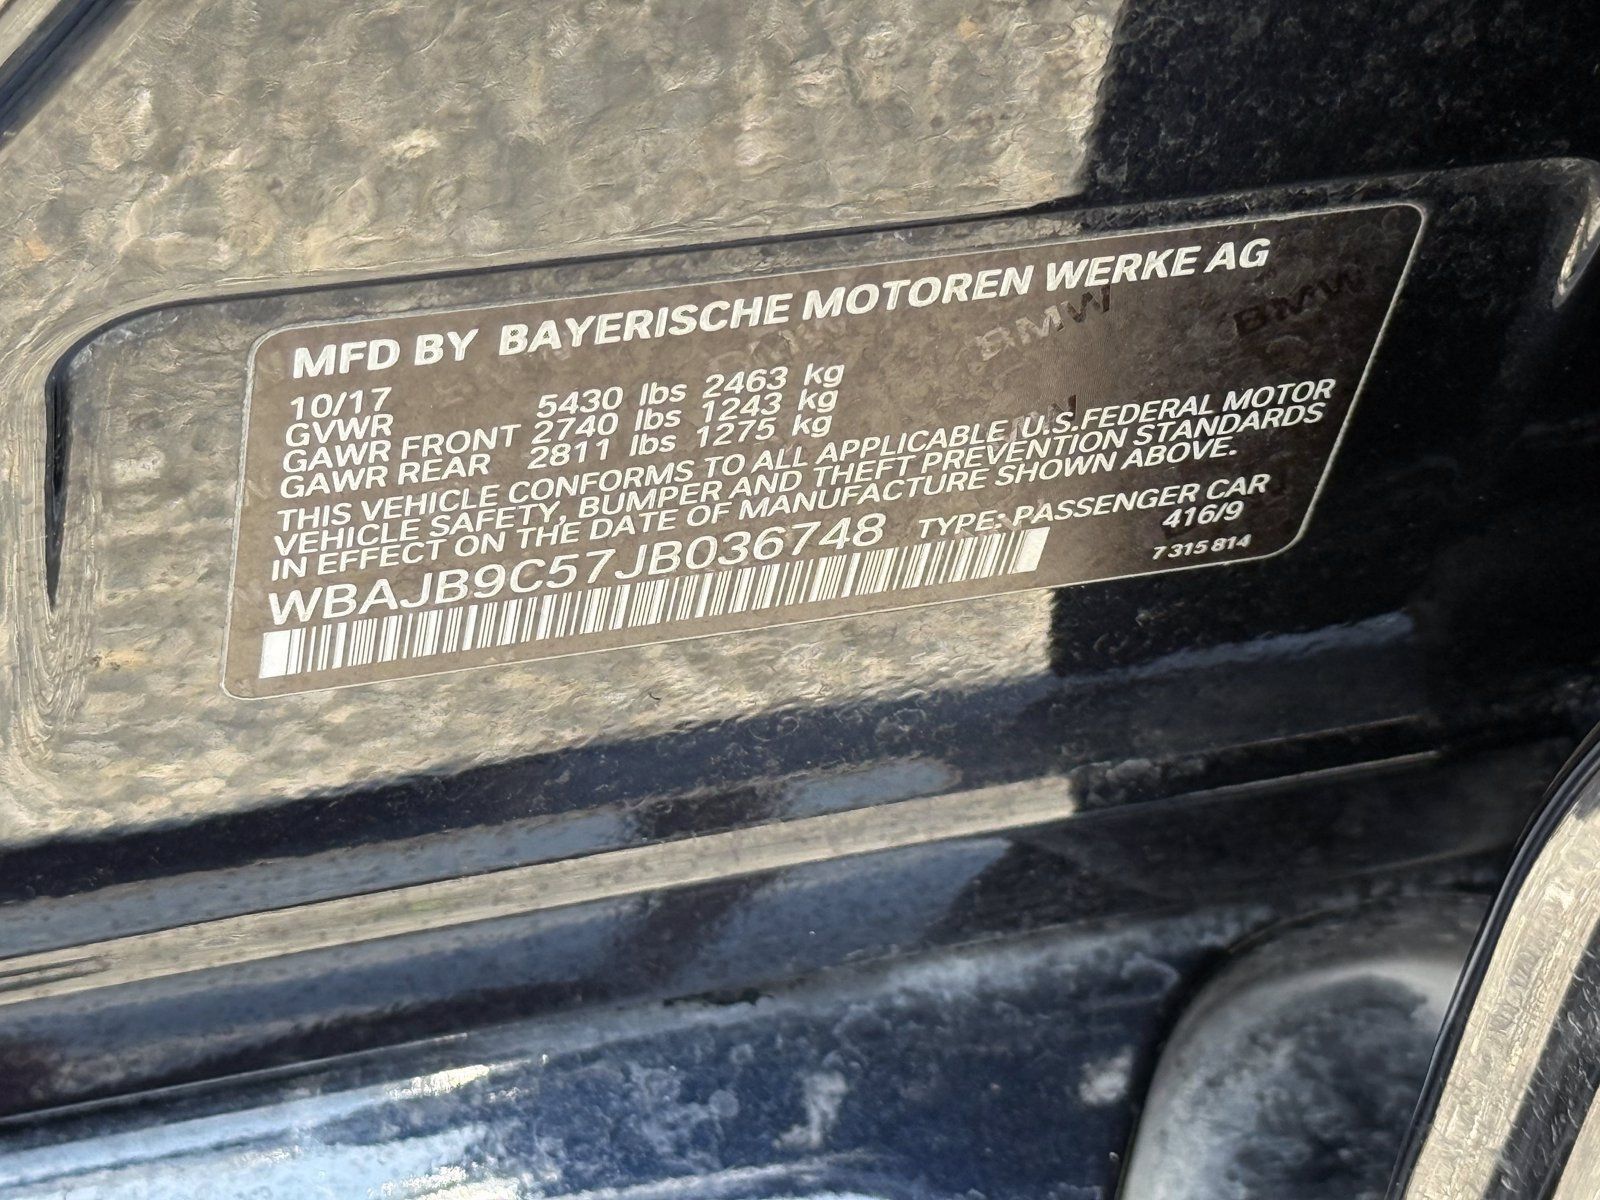 MFD BY BAYERISCHE MOTOREN WERKE AG
10/17
GVWR 5430 lbs 2463 kg
GAWR FRONT 2740 lbs 1243 kg
GAWR REAR 2811 lbs 1275 kg
THIS VEHICLE CONFORMS TO ALL APPLICABLE U.S.FEDERAL MOTOR
VEHICLE SAFETY, BUMPER AND THEFT PREVENTION STANDARDS
IN EFFECT ON THE DATE OF MANUFACTURE SHOWN ABOVE.
WBAJB9C57JB036748 TYPE: PASSENGER CAR
416/9
7 315 814
BMW
BMW
BMW